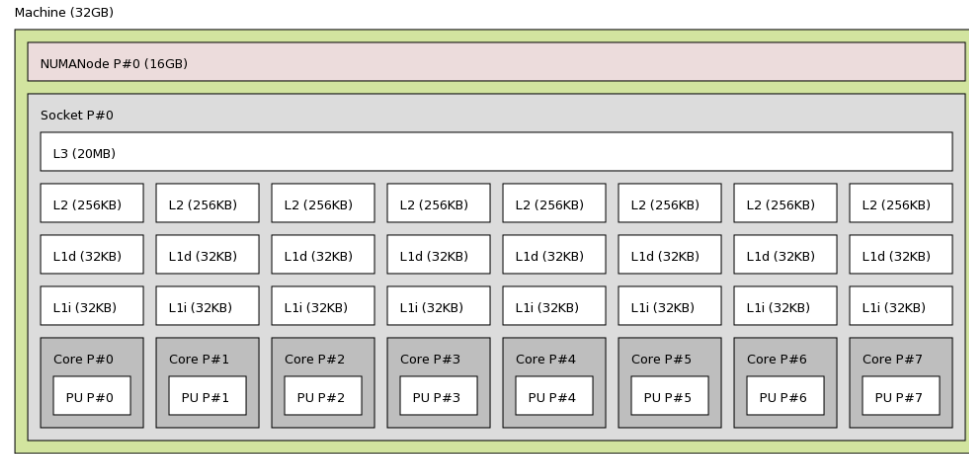 Machine (32GB)
NUMANode P#0 (16GB)
Socket P#0
L3 (20MB)
L2 (256KB) L2 (256KB) L2 (256KB) L2 (256KB) L2 (256KB) L2 (256KB) L2 (256KB) L2 (256KB)
L1d (32KB) L1d (32KB) L1d (32KB) L1d (32KB) L1d (32KB) L1d (32KB) L1d (32KB) L1d (32KB)
L1i (32KB) L1i (32KB) L1i (32KB) L1i (32KB) L1i (32KB) L1i (32KB) L1i (32KB) L1i (32KB)
Core P#0 Core P#1 Core P#2 Core P#3 Core P#4 Core P#5 Core P#6 Core P#7
PU P#0 PU P#1 PU P#2 PU P#3 PU P#4 PU P#5 PU P#6 PU P#7